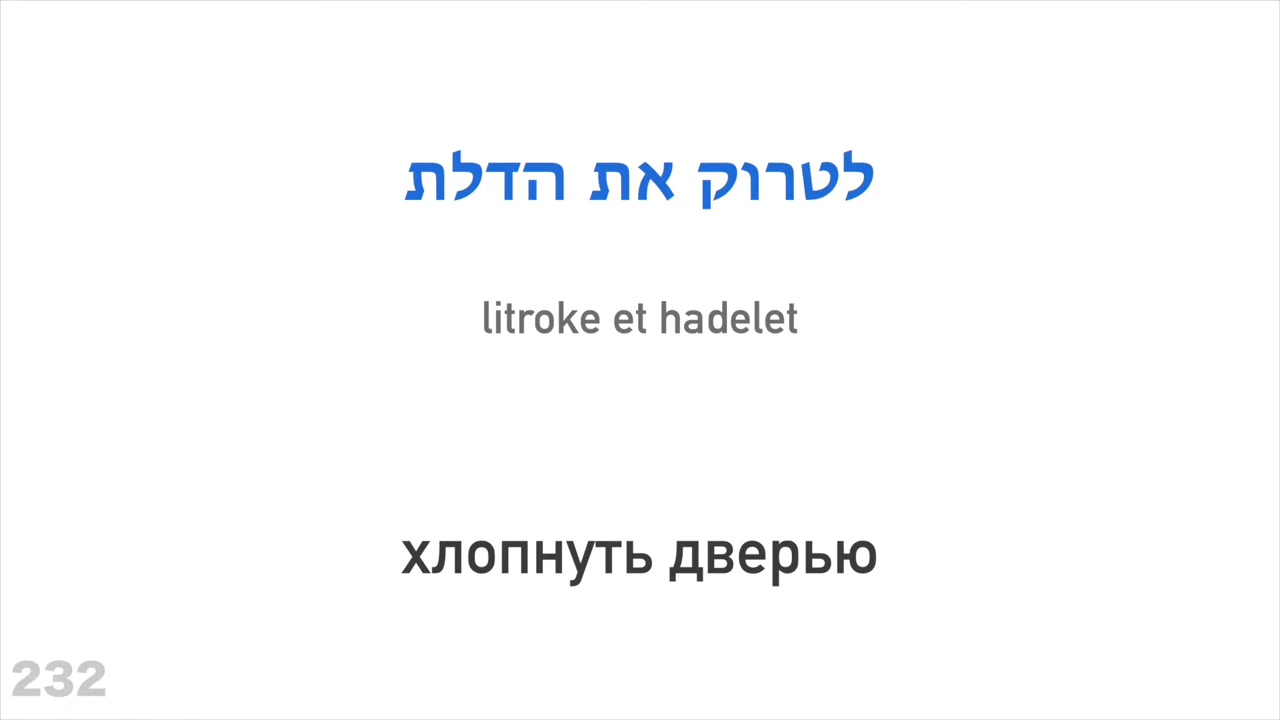 לטרוק את הדלת
litroke et hadelet
хлопнуть дверью
232